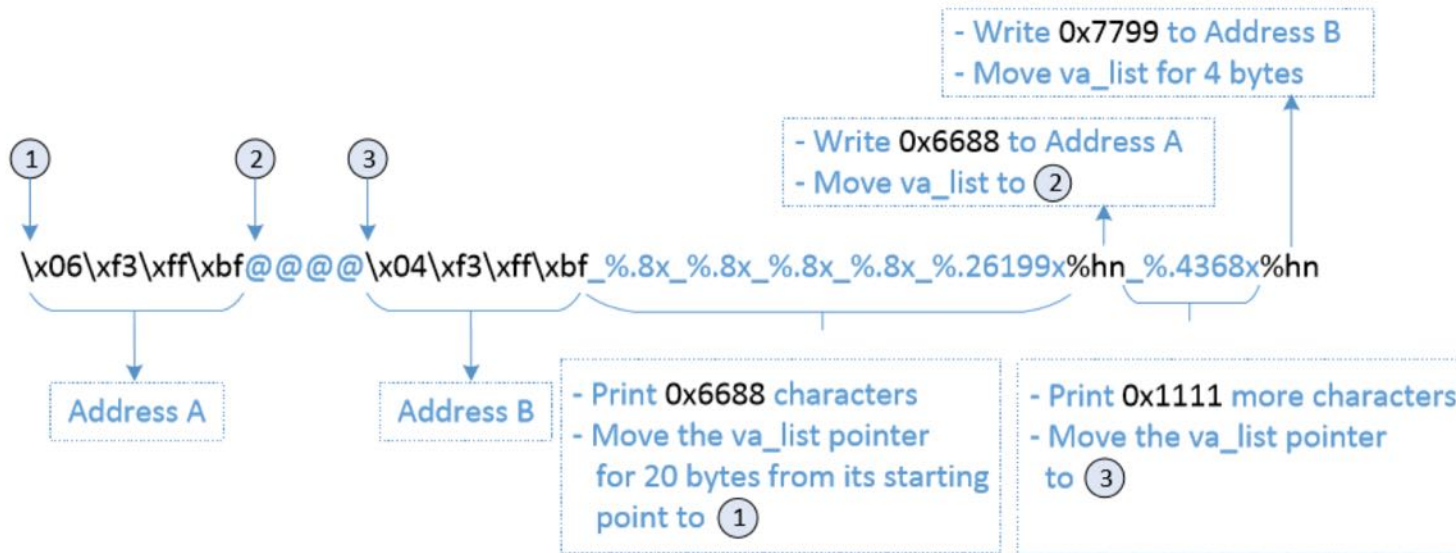 - Write 0x7799 to Address B
- Move va_list for 4 bytes
- Write 0x6688 to Address A
- Move va_list to 2
1 2 3
\x06\xf3\xff\xbf@@@@\x04\xf3\xff\xbf_%.8x_%.8x_%.8x_%.8x_%.26199x%hn_%.4368x%hn
Address A
Address B
- Print 0x6688 characters
- Move the va_list pointer
for 20 bytes from its starting
point to 1
- Print 0x1111 more characters
- Move the va_list pointer
to 3